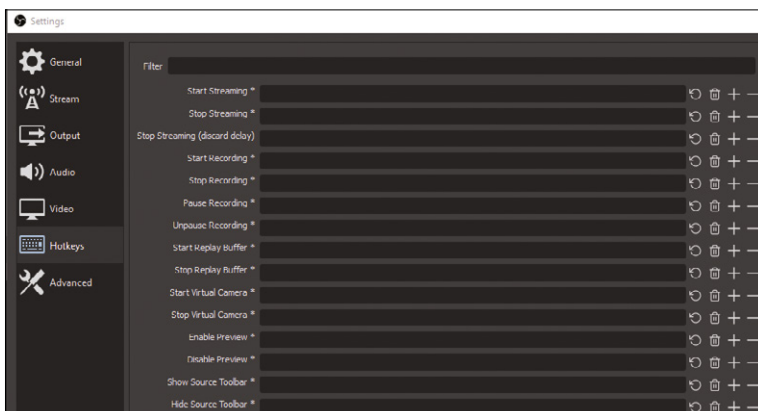 Settings
General
Stream
Output
Audio
Video
Hotkeys
Advanced
Filter
Start Streaming *
Stop Streaming *
Stop Streaming (discard delay)
Start Recording *
Stop Recording *
Pause Recording *
Unpause Recording *
Start Replay Buffer *
Stop Replay Buffer *
Start Virtual Camera *
Stop Virtual Camera *
Enable Preview *
Disable Preview *
Show Source Toolbar *
Hide Source Toolbar *